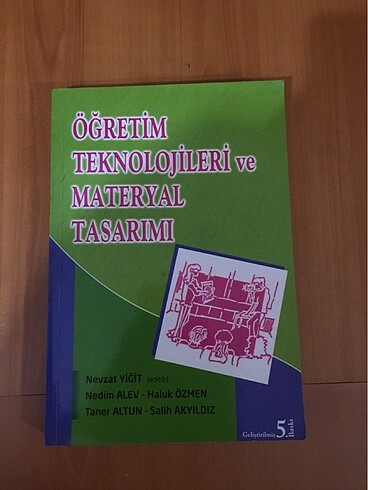 ÖĞRETİM
TEKNOLOJİLERİ ve
MATERYAL
TASARIMI
Nevzat YİĞİT (editör)
Nedim ALEV - Haluk ÖZMEN
Taner ALTUN - Salih AKYILDIZ
Geliştirilmiş 5. Baskı